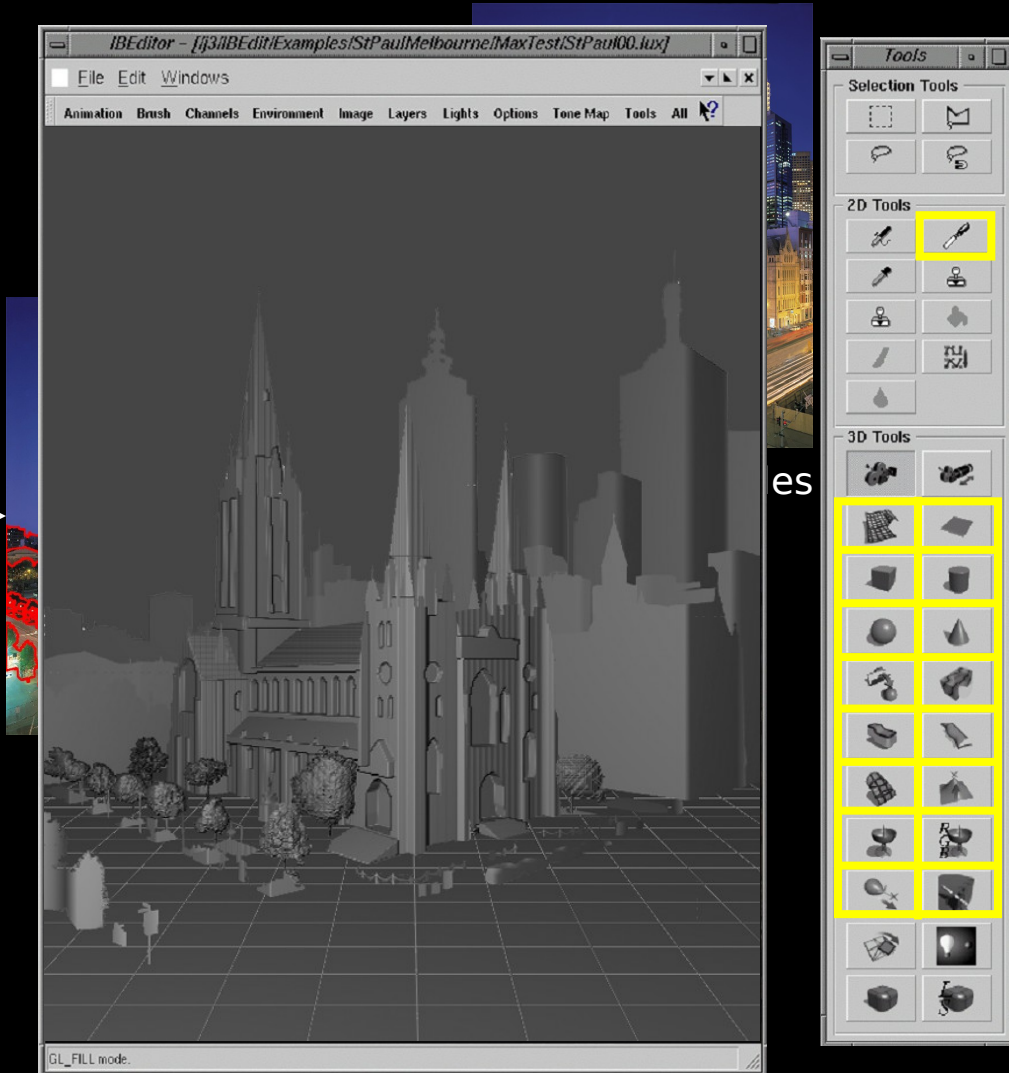 IBEditor - [/j3/IBEdit/Examples/StPaulMelbourne/MaxTest/StPaul00.lux]
File Edit Windows
Animation Brush Channels Environment Image Layers Lights Options Tone Map Tools All
GL_FILL mode.
es
Tools
Selection Tools
2D Tools
3D Tools
RGB